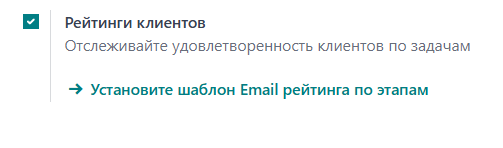 Рейтинги клиентов
Отслеживайте удовлетворенность клиентов по задачам
Установите шаблон Email рейтинга по этапам